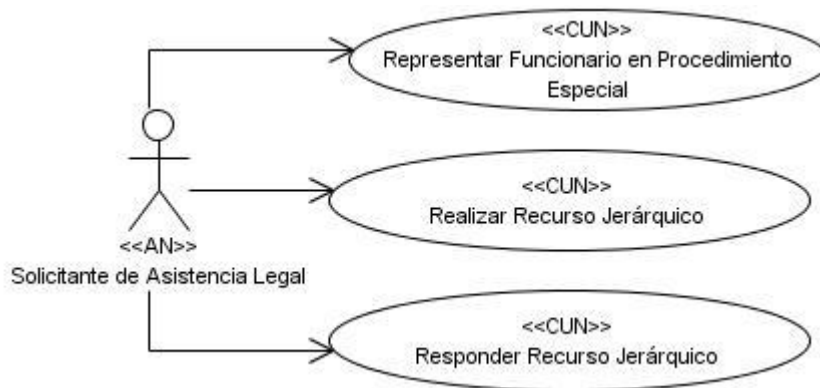 <<CUN>>
Representar Funcionario en Procedimiento
Especial
<<CUN>>
Realizar Recurso Jerárquico
<<AN>>
Solicitante de Asistencia Legal
<<CUN>>
Responder Recurso Jerárquico